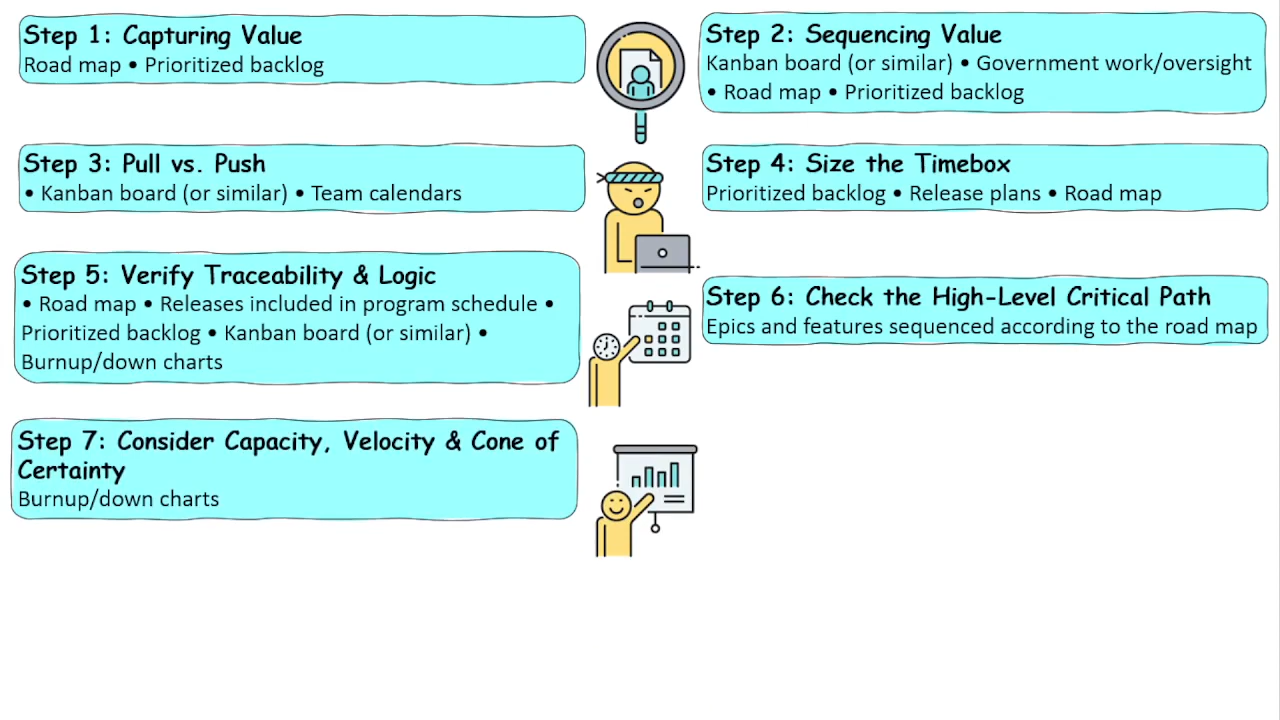 Step 1: Capturing Value
Road map • Prioritized backlog
Step 2: Sequencing Value
Kanban board (or similar) • Government work/oversight
• Road map • Prioritized backlog
Step 3: Pull vs. Push
• Kanban board (or similar) • Team calendars
Step 4: Size the Timebox
Prioritized backlog • Release plans • Road map
Step 5: Verify Traceability & Logic
• Road map • Releases included in program schedule •
Prioritized backlog • Kanban board (or similar) •
Burnup/down charts
Step 6: Check the High-Level Critical Path
Epics and features sequenced according to the road map
Step 7: Consider Capacity, Velocity & Cone of
Certainty
Burnup/down charts